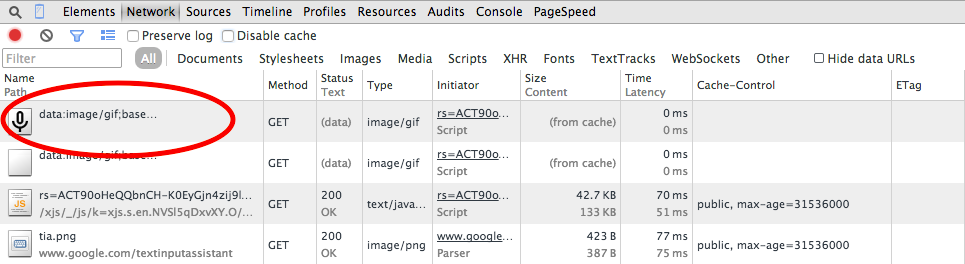 Elements Network Sources Timeline Profiles Resources Audits Console PageSpeed
Preserve log Disable cache
Filter All Documents Stylesheets Images Media Scripts XHR Fonts TextTracks WebSockets Other Hide data URLs
Name Path Method Status Text Type Initiator Size Content Time Latency Cache-Control ETag
data:image/gif;base... GET (data) image/gif rs=ACT90o... Script (from cache) 0 ms 0 ms
data:image/gif;base... GET (data) image/gif rs=ACT90o... Script (from cache) 0 ms 0 ms
rs=ACT90oHeQQbnCH-K0EyGjn4zij9l... GET 200 text/java... rs=ACT90o... 42.7 KB 70 ms public, max-age=31536000
/xjs/_/js/k=xjs.s.en.NVSl5qDxvXY.O/... OK Script 133 KB 51 ms
tia.png GET 200 image/png www.google... 423 B 77 ms public, max-age=31536000
www.google.com/textinputassistant OK Parser 387 B 75 ms